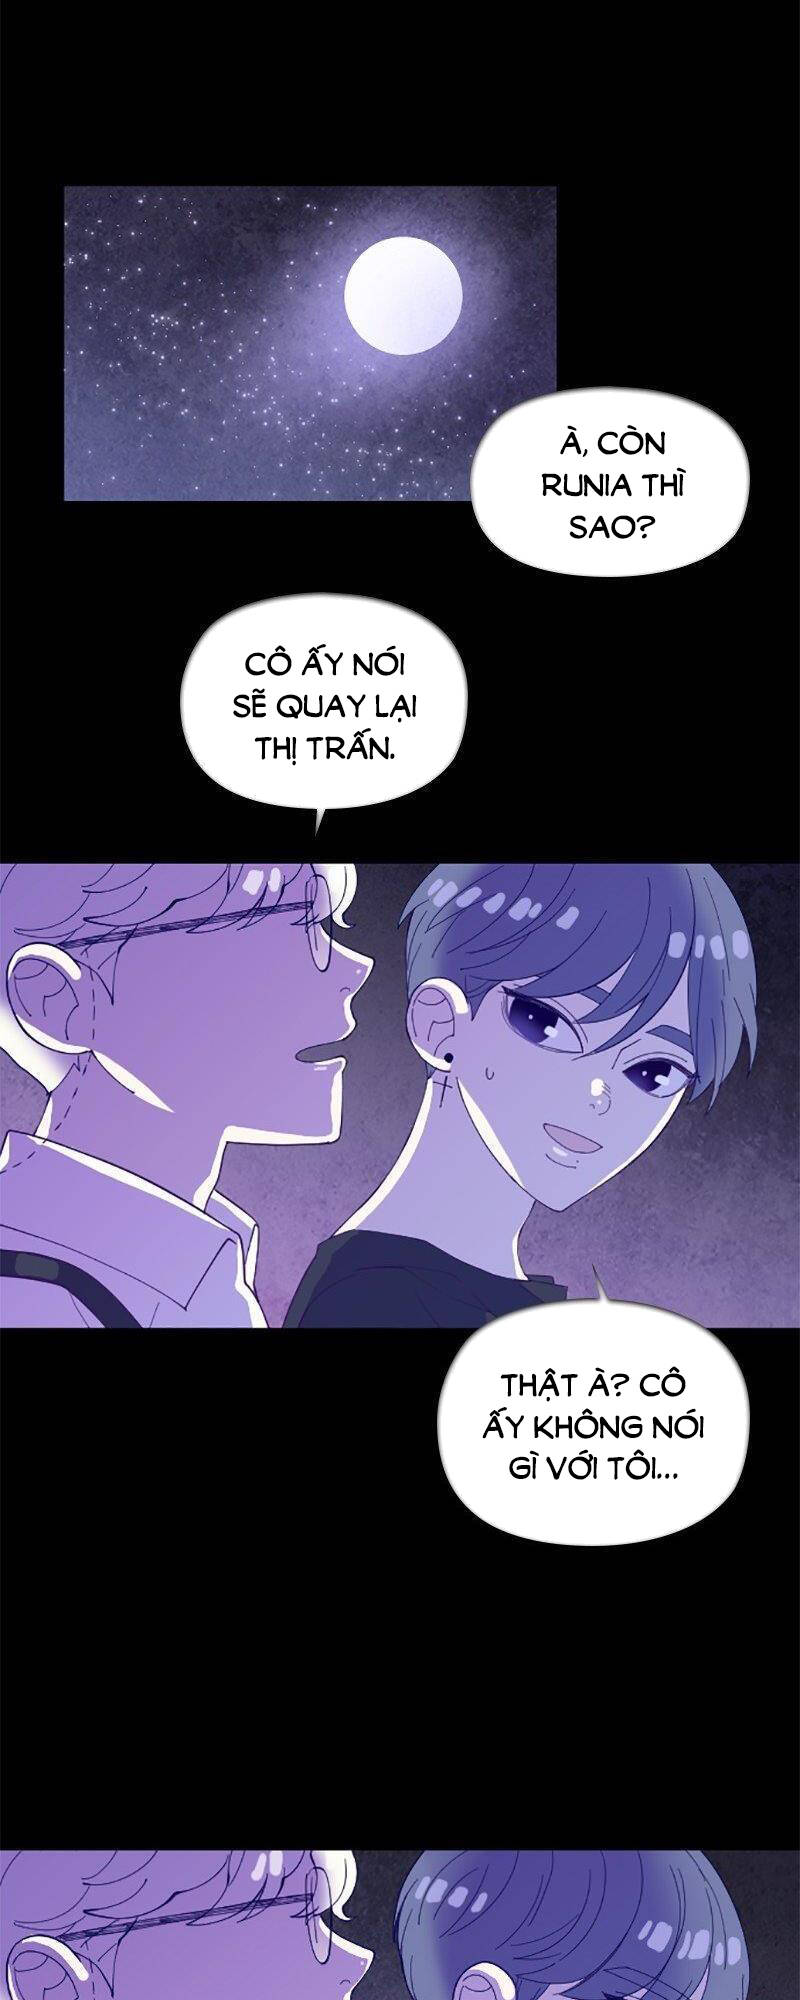 À, CÒN
RUNIA THÌ
SAO?
CÔ ẤY NÓI
SẼ QUAY LẠI
THỊ TRẤN.
THẬT À? CÔ
ẤY KHÔNG NÓI
GÌ VỚI TÔI...